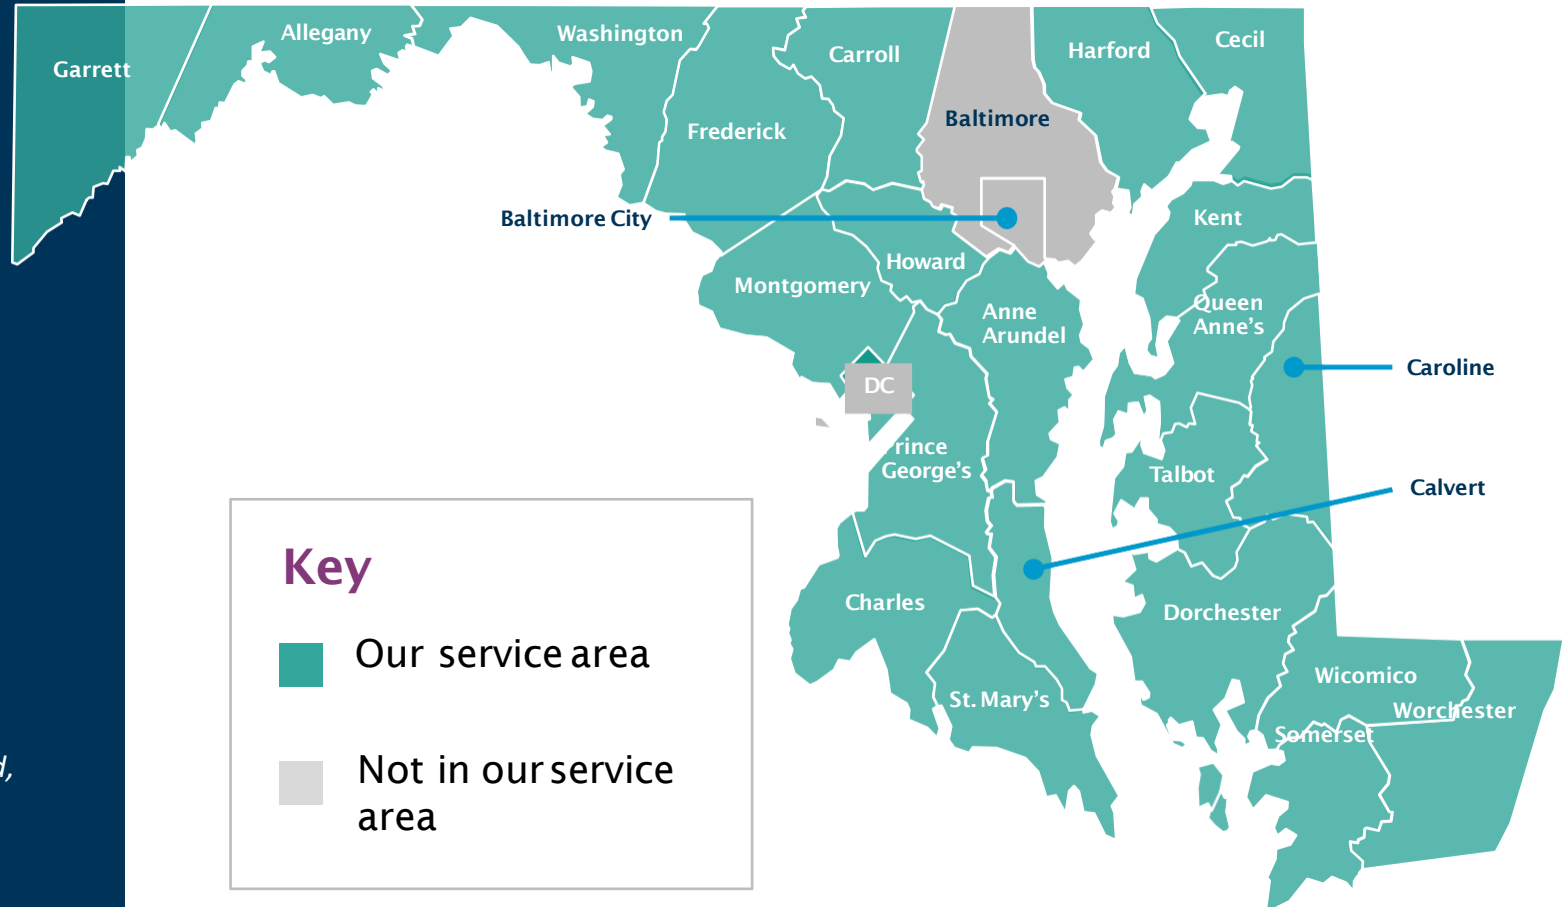 Garrett
Allegany
Washington
Frederick
Carroll
Baltimore
Harford
Cecil
Baltimore City
Kent
Howard
Montgomery
Anne
Arundel
Queen
Anne's
DC
Caroline
rince
George's
Talbot
Calvert
Charles
Dorchester
St. Mary's
Wicomico
Worchester
Somerset
Key
Our service area
Not in our service
area
d,